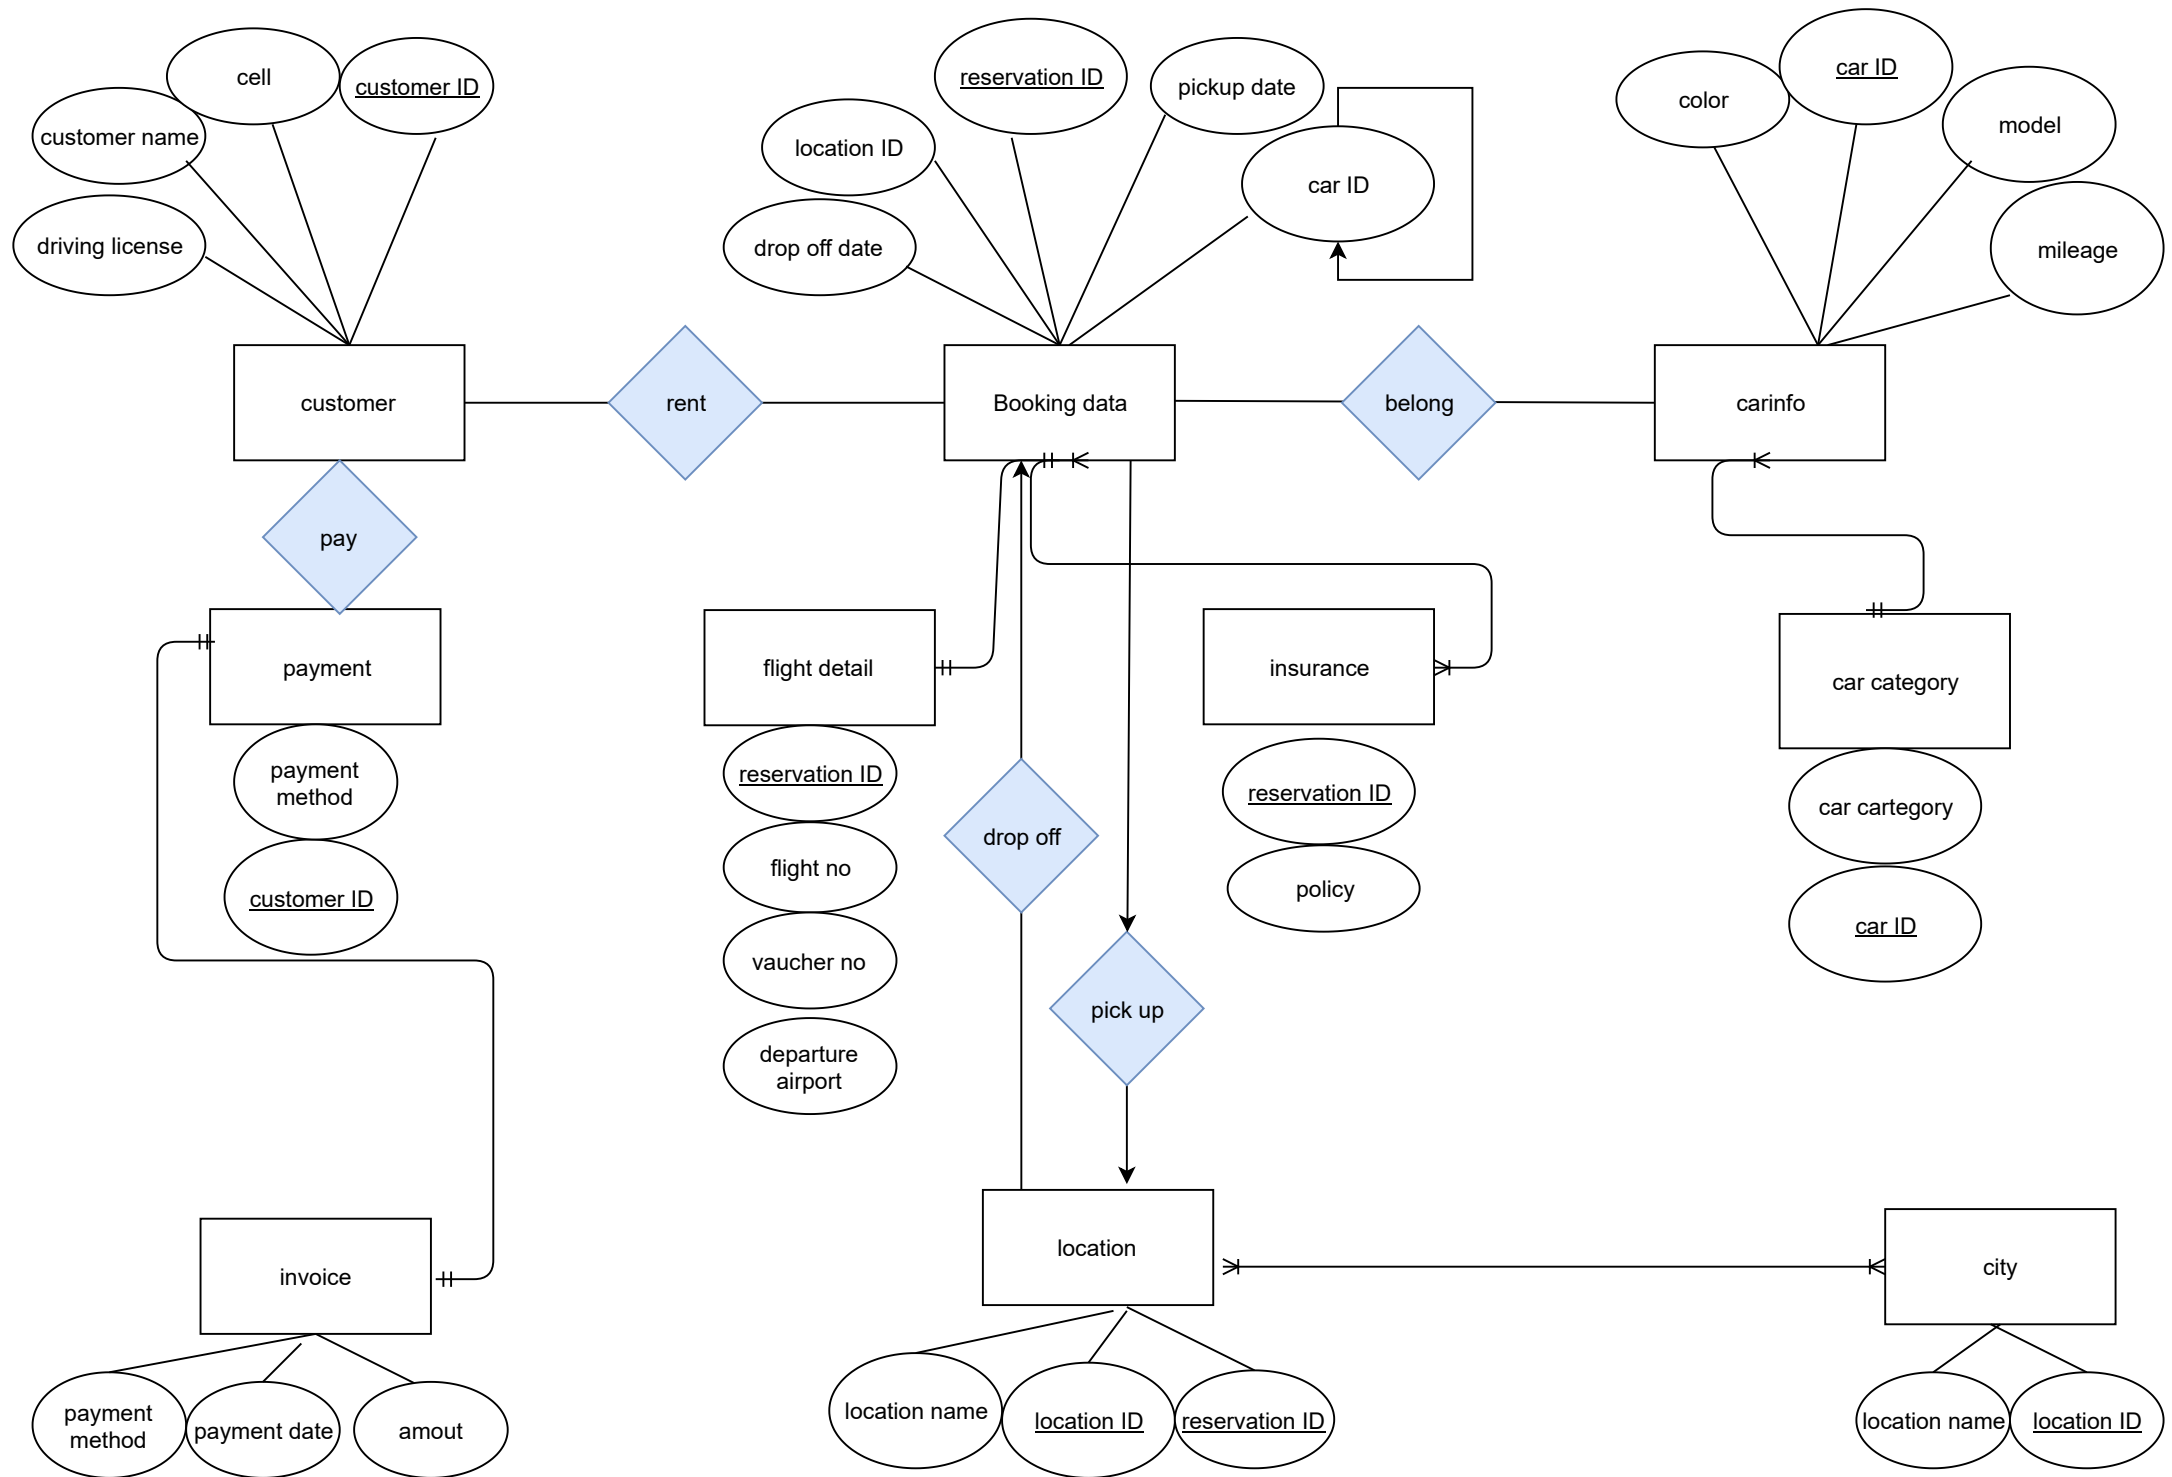 cell
customer ID
customer name
driving license
reservation ID
pickup date
location ID
car ID
drop off date
color
car ID
model
mileage
customer
rent
Booking data
belong
carinfo
pay
payment
flight detail
insurance
car category
payment
method
customer ID
reservation ID
flight no
vaucher no
departure
airport
drop off
pick up
reservation ID
policy
car cartegory
car ID
invoice
location
city
payment
method
payment date
amout
location name
location ID
reservation ID
location name
location ID